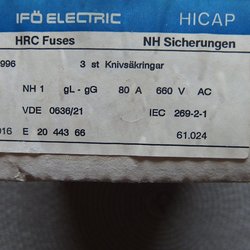 IFÖ ELECTRIC HICAP
HRC Fuses NH Sicherungen
996 3 st Knivsäkringar
NH 1 gL - gG 80 A 660 V AC
VDE 0636/21 IEC 269-2-1
016 E 20 443 66 61.024